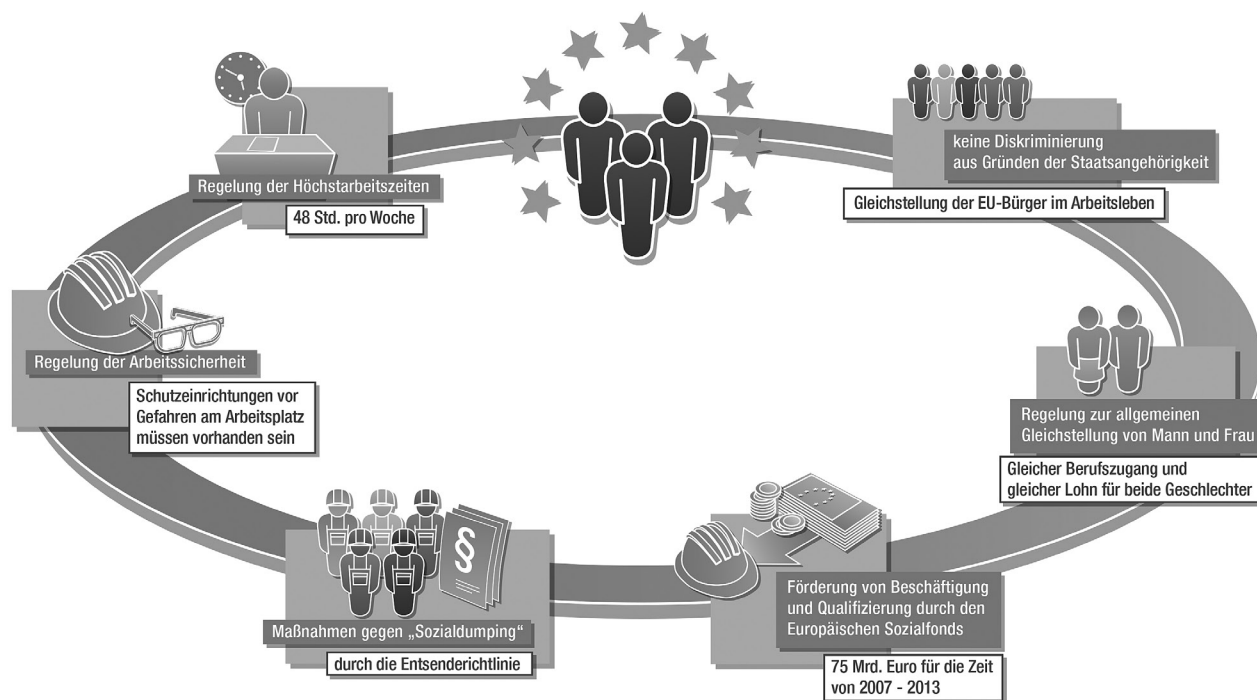 Regelung der Höchstarbeitszeiten
48 Std. pro Woche
keine Diskriminierung
aus Gründen der Staatsangehörigkeit
Gleichstellung der EU-Bürger im Arbeitsleben
Regelung der Arbeitssicherheit
Schutzeinrichtungen vor
Gefahren am Arbeitsplatz
müssen vorhanden sein
Regelung zur allgemeinen
Gleichstellung von Mann und Frau
Gleicher Berufszugang und
gleicher Lohn für beide Geschlechter
§
Maßnahmen gegen „Sozialdumping“
durch die Entsenderichtlinie
Förderung von Beschäftigung
und Qualifizierung durch den
Europäischen Sozialfonds
75 Mrd. Euro für die Zeit
von 2007 - 2013